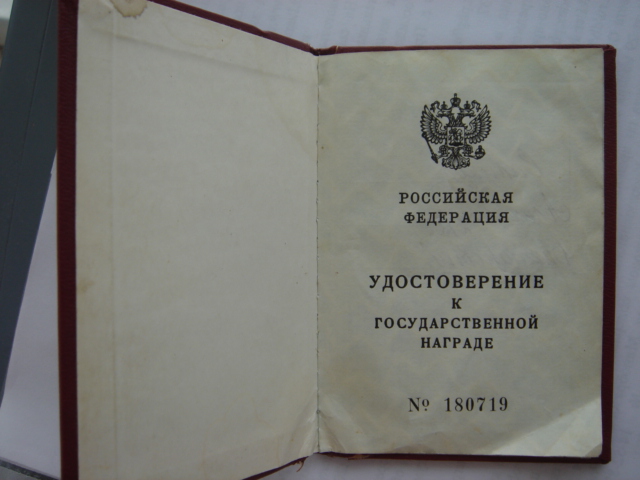 РОССИЙСКАЯ
ФЕДЕРАЦИЯ
УДОСТОВЕРЕНИЕ
К
ГОСУДАРСТВЕННОЙ
НАГРАДЕ
№ 180719